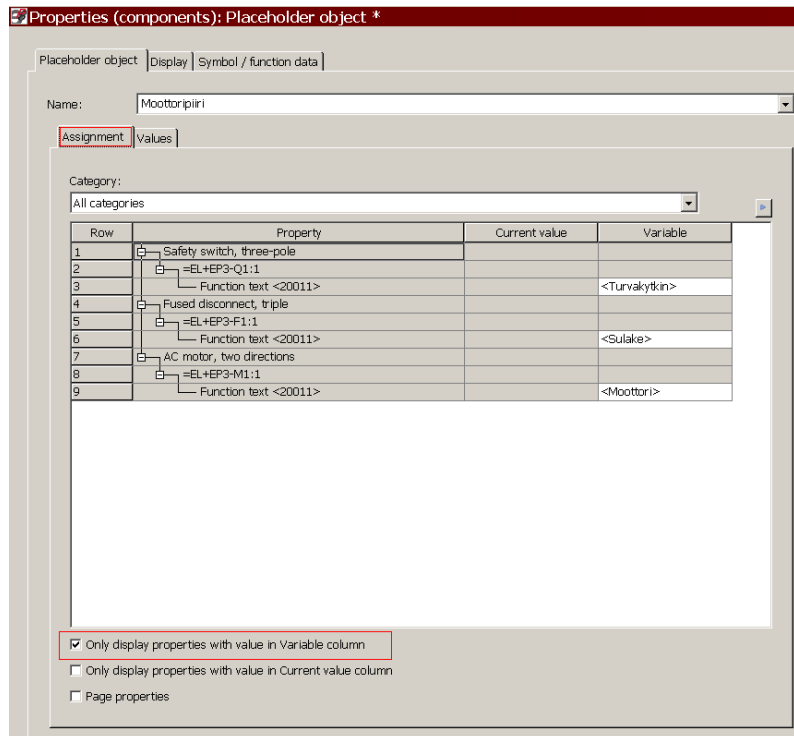 Properties (components): Placeholder object *
Placeholder object Display Symbol / function data
Name: Moottoripiiri
Assignment Values
Category:
All categories
Row Property Current value Variable
1 Safety switch, three-pole
2 =EL+EP3-Q1:1
3 Function text <20011> <Turvakytkin>
4 Fused disconnect, triple
5 =EL+EP3-F1:1
6 Function text <20011> <Sulake>
7 AC motor, two directions
8 =EL+EP3-M1:1
9 Function text <20011> <Moottori>
Only display properties with value in Variable column
Only display properties with value in Current value column
Page properties